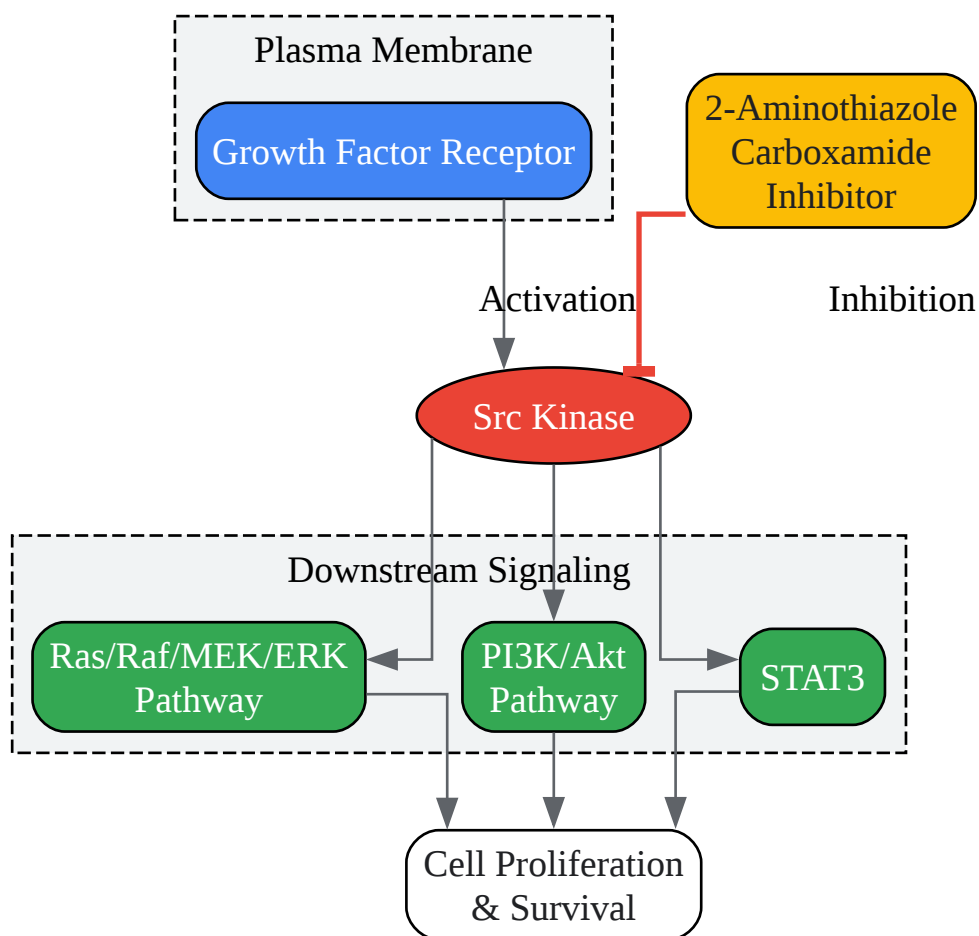 Plasma Membrane
Growth Factor Receptor
2-Aminothiazole
Carboxamide
Inhibitor
Activation
Inhibition
Src Kinase
Downstream Signaling
Ras/Raf/MEK/ERK
Pathway
PI3K/Akt
Pathway
STAT3
Cell Proliferation
& Survival